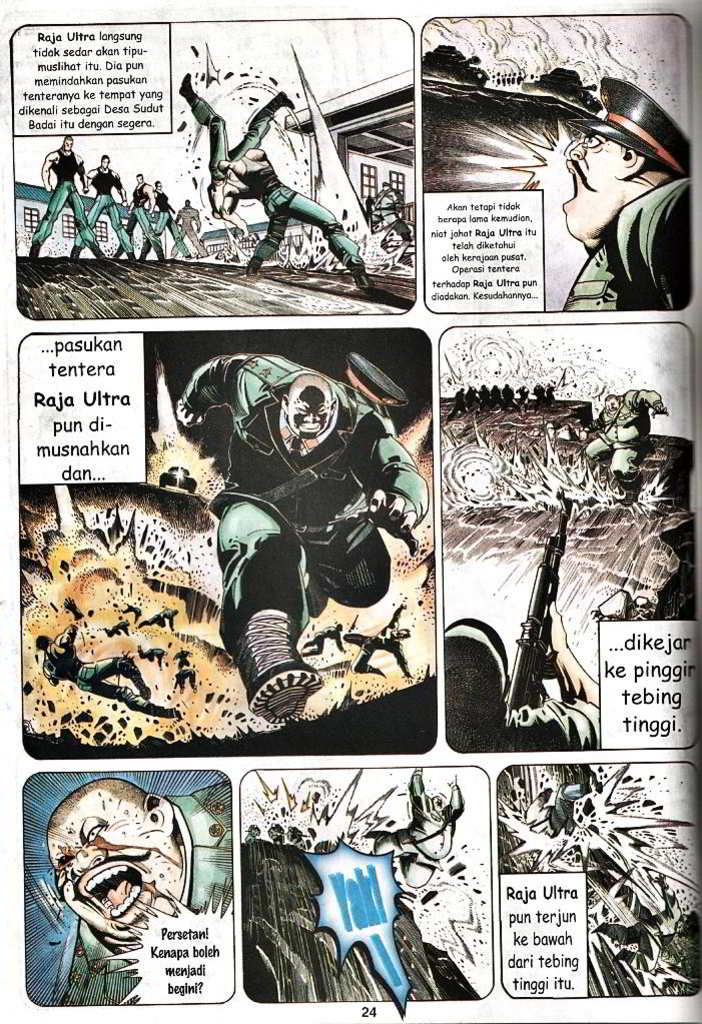 Raja Ultra langsung
tidak sedar akan tipu-
muslihat itu. Dia pun
memindahkan pasukan
tenteranya ke tempat yang
dikenali sebagai Desa Sudut
Badai itu dengan segera.
Akan tetapi tidak
berapa lama kemudian,
niat jahat Raja Ultra itu
telah diketahui
oleh kerajaan pusat.
Operasi tentera
terhadap Raja Ultra pun
diadakan. Kesudahannya...
...pasukan
tentera
Raja Ultra
pun di-
musnahkan
dan...
...dikejar
ke pinggir
tebing
tinggi.
Persetan!
Kenapa boleh
menjadi
begini?
Yak!
Raja Ultra
pun terjun
ke bawah
dari tebing
tinggi itu.
24